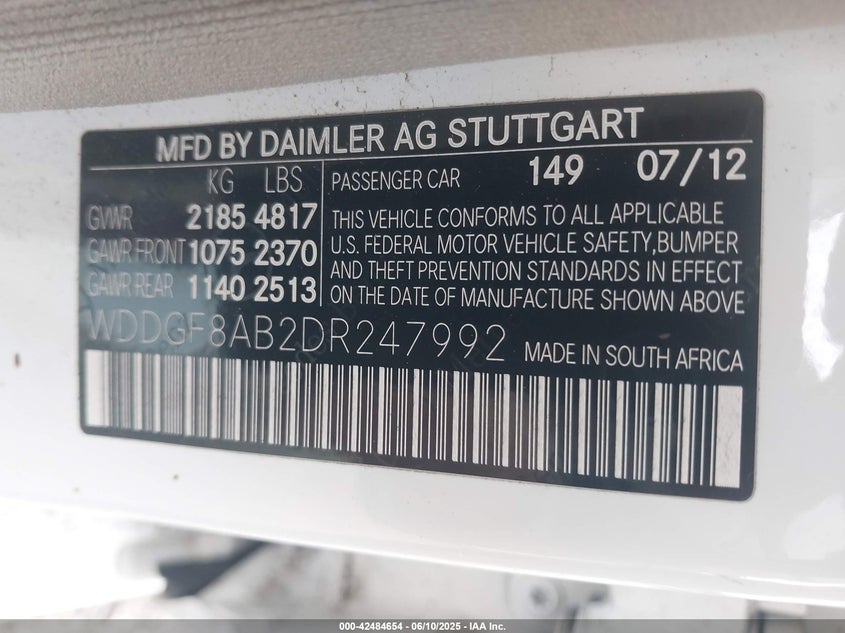 MFD BY DAIMLER AG STUTTGART
KG LBS
GVWR 2185 4817
GAWR FRONT 1075 2370
GAWR REAR 1140 2513
PASSENGER CAR 149 07/12
THIS VEHICLE CONFORMS TO ALL APPLICABLE
U.S. FEDERAL MOTOR VEHICLE SAFETY,BUMPER
AND THEFT PREVENTION STANDARDS IN EFFECT
ON THE DATE OF MANUFACTURE SHOWN ABOVE
WDDGF8AB2DR247992 MADE IN SOUTH AFRICA
000-42484654 - 06/10/2025 - IAA Inc.